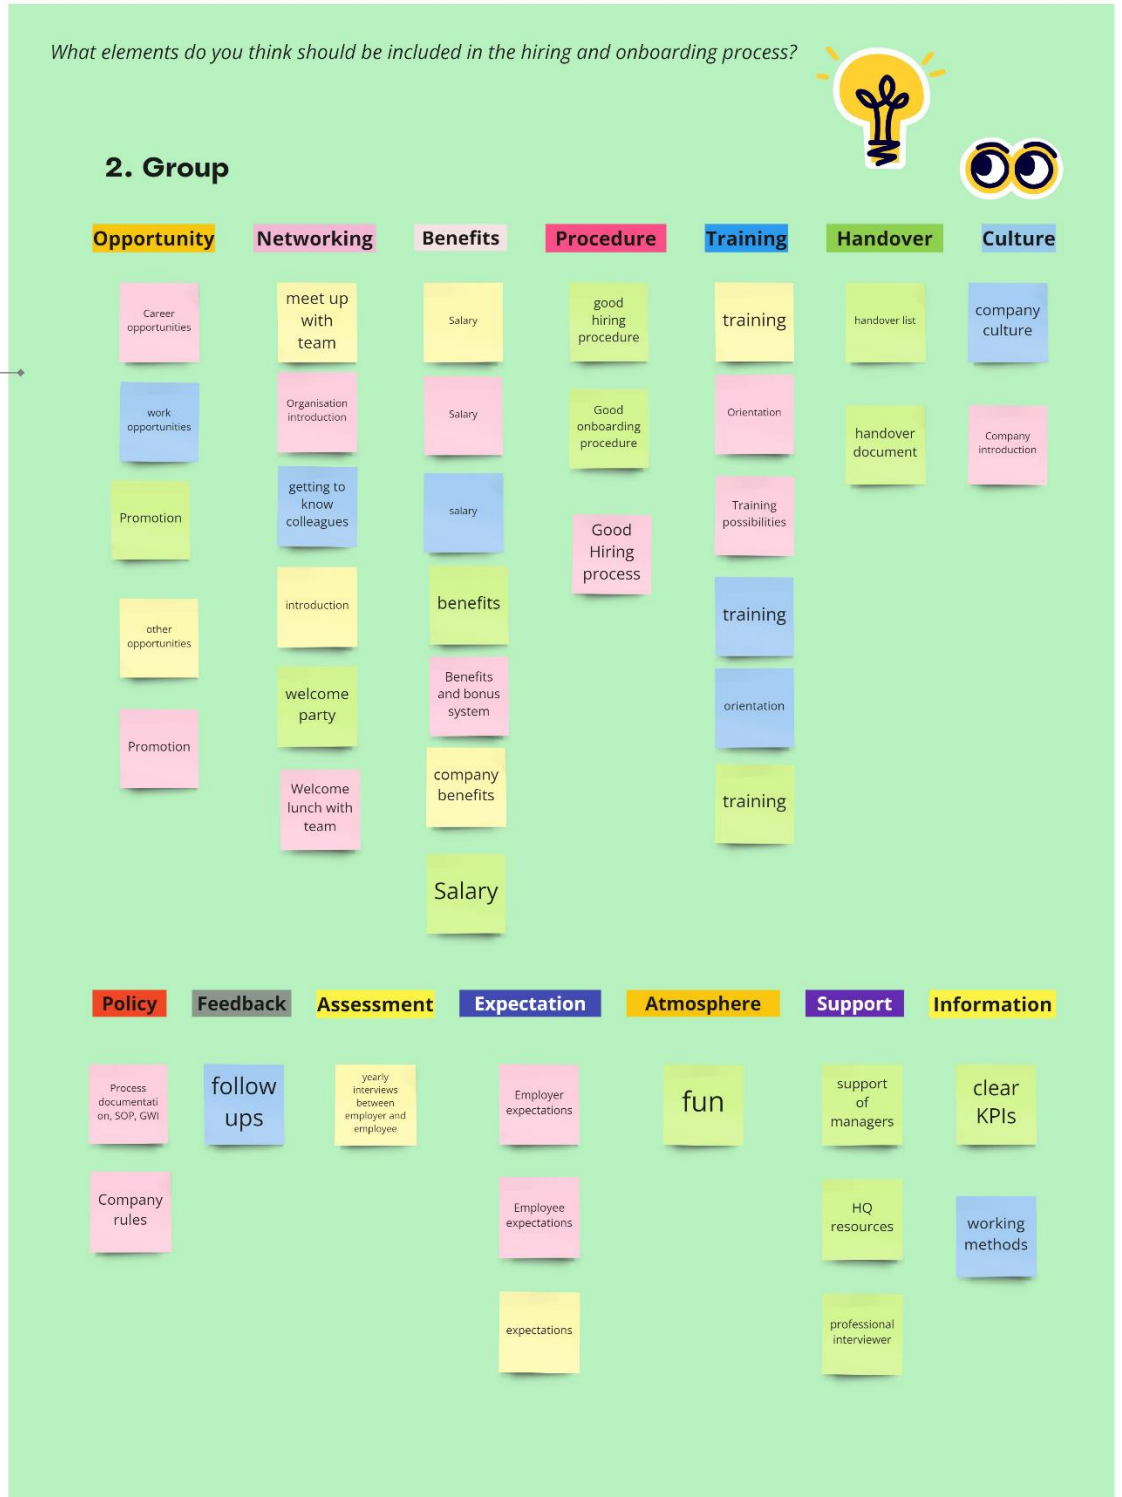 What elements do you think should be included in the hiring and onboarding process?
2. Group
Opportunity
Networking
Benefits
Procedure
Training
Handover
Culture
Career
opportunities
work
opportunities
Promotion
other
opportunities
Promotion
meet up
with
team
Organisation
introduction
getting to
know
colleagues
introduction
welcome
party
Welcome
lunch with
team
Salary
Salary
salary
benefits
Benefits
and bonus
system
company
benefits
Salary
good
hiring
procedure
Good
onboarding
procedure
Good
Hiring
process
training
Orientation
Training
possibilities
training
orientation
training
handover list
handover
document
company
culture
Company
introduction
Policy
Feedback
Assessment
Expectation
Atmosphere
Support
Information
Process
documentati
on, SOP, GWI
Company
rules
follow
ups
yearly
interviews
between
employer and
employee
Employer
expectations
Employee
expectations
expectations
fun
support
of
managers
HQ
resources
professional
interviewer
clear
KPIs
working
methods